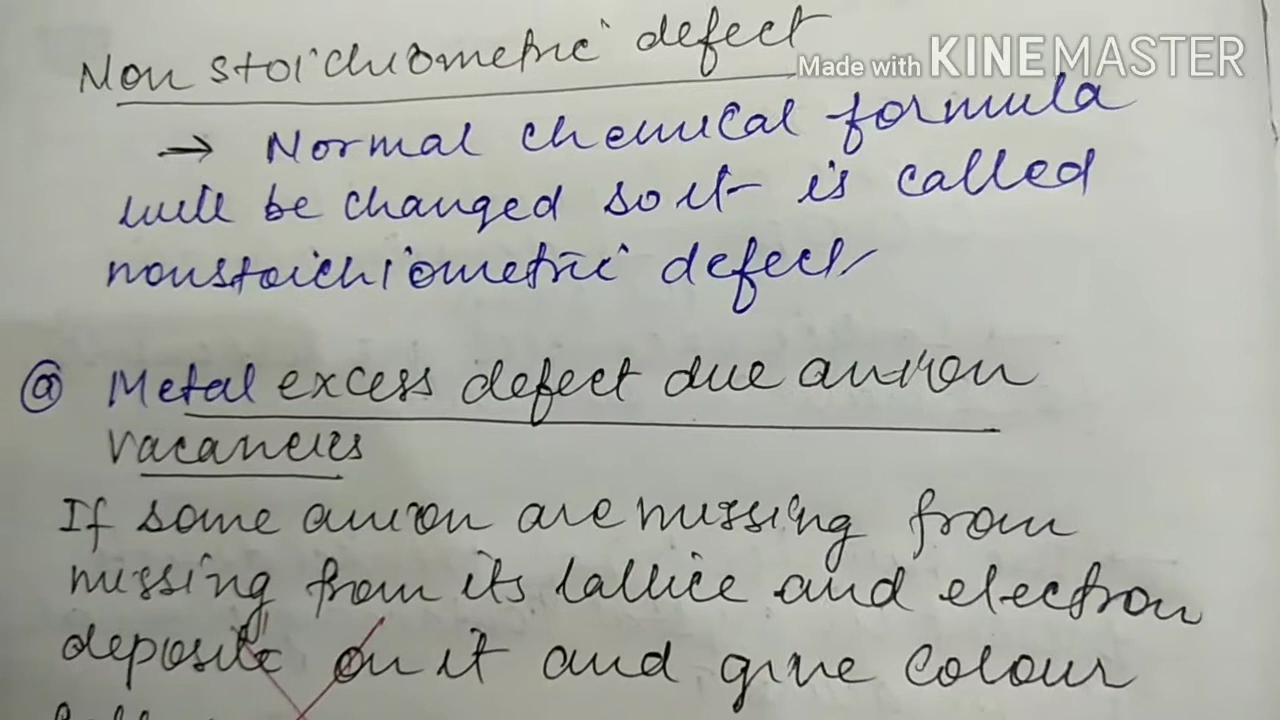 Non stoichiometric defect
Made with KINEMASTER
→ Normal chemical formula
will be changed so it is called
nonstoichiometric defect
@ Metal excess defect due anion
vacancies
If some anion are missing from
missing from its lattice and electron
deposite on it and give colour